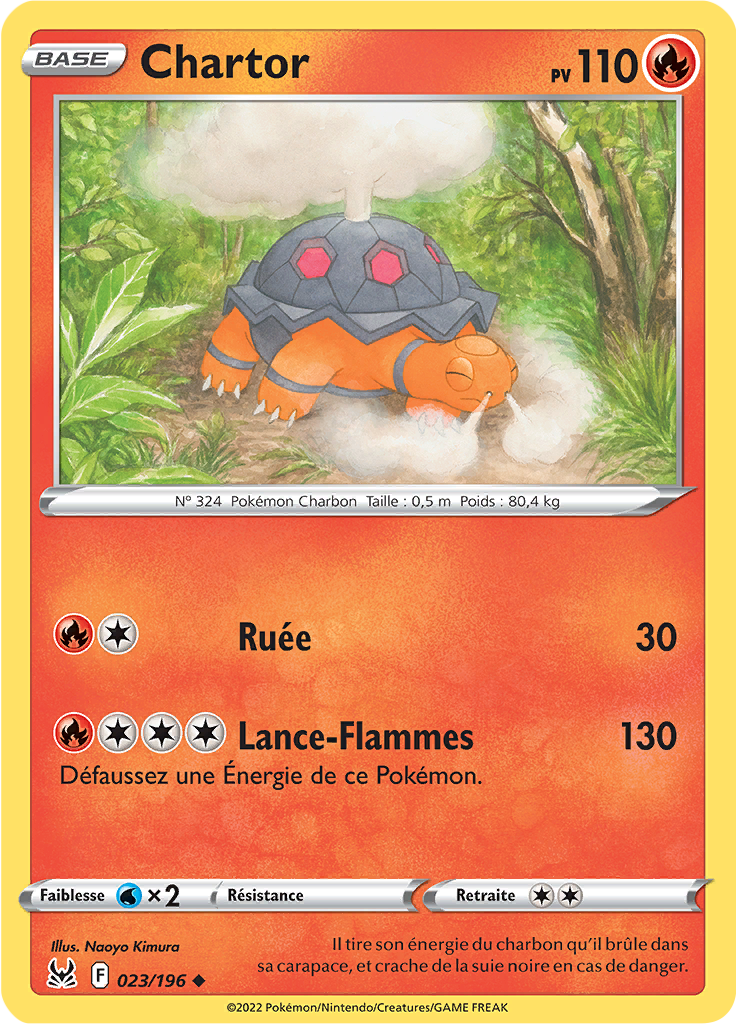 BASE Chartor PV 110
Nº 324 Pokémon Charbon Taille : 0,5 m Poids : 80,4 kg
Ruée 30
Lance-Flammes 130
Défaussez une Énergie de ce Pokémon.
Faiblesse ×2 Résistance Retraite
Illus. Naoyo Kimura
Il tire son énergie du charbon qu'il brûle dans
sa carapace, et crache de la suie noire en cas de danger.
F 023/196
©2022 Pokémon/Nintendo/Creatures/GAME FREAK